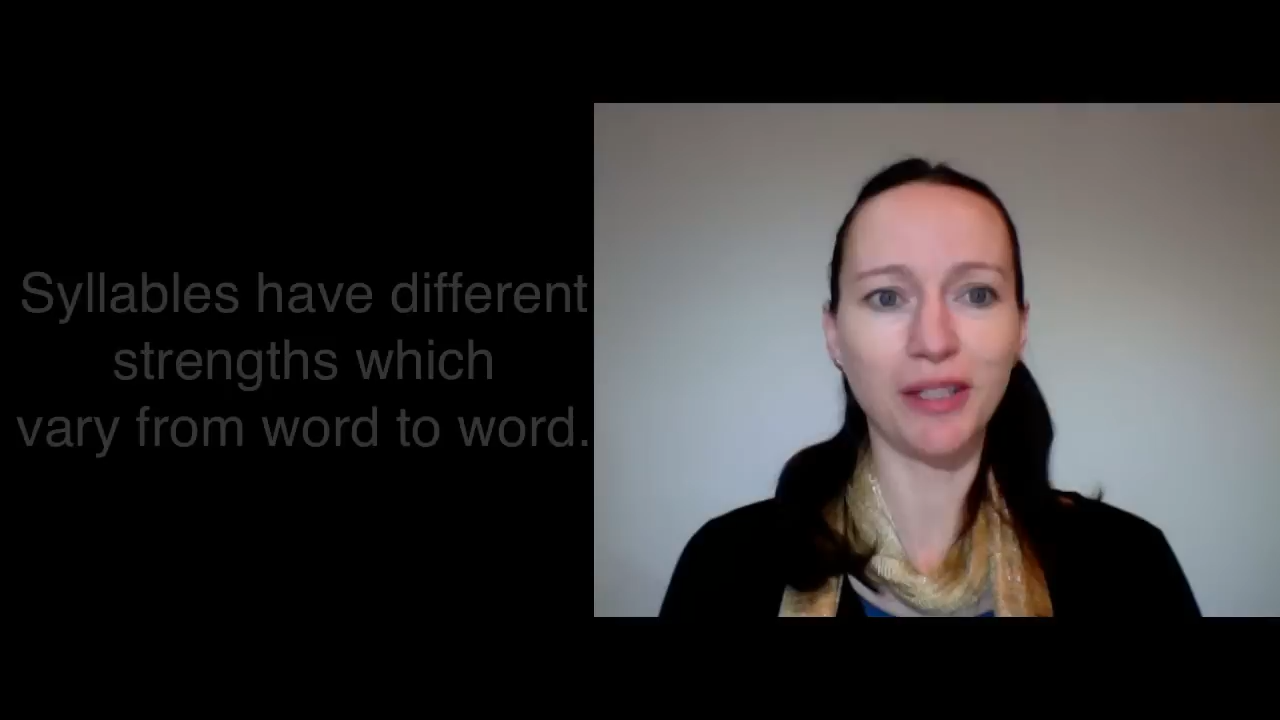 Syllables have different
strengths which
vary from word to word.